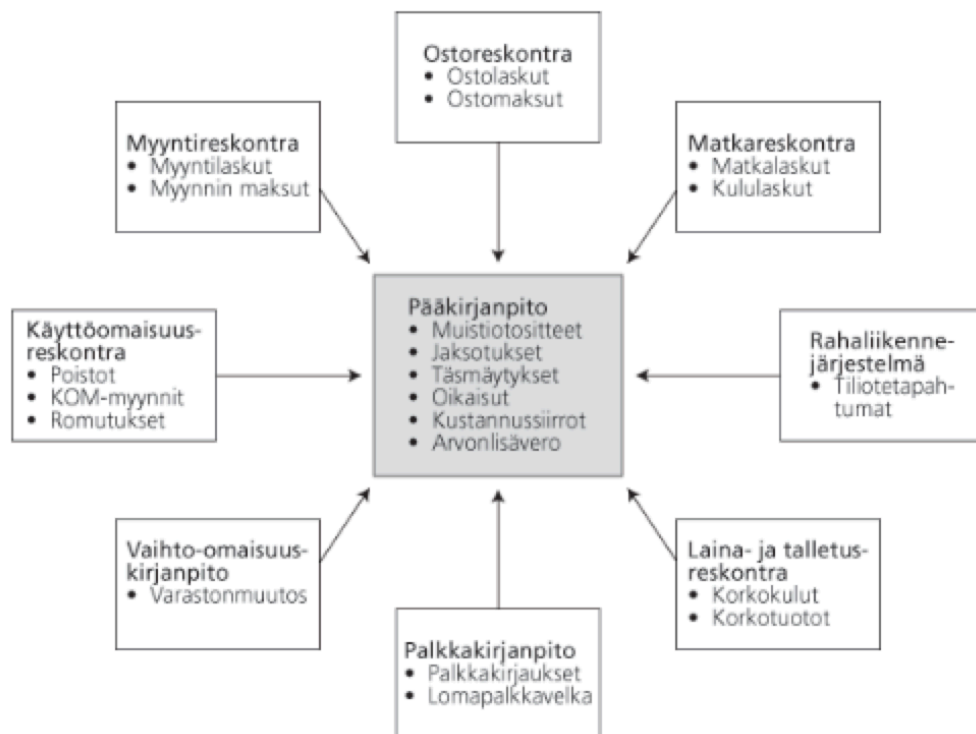 Ostoreskontra
• Ostolaskut
• Ostomaksut
Myyntireskontra
• Myyntilaskut
• Myynnin maksut
Matkareskontra
• Matkalaskut
• Kululaskut
Pääkirjanpito
• Muistiotositteet
• Jaksotukset
• Täsmäytykset
• Oikaisut
• Kustannussiirrot
• Arvonlisävero
Käyttöomaisuus-
reskontra
• Poistot
• KOM-myynnit
• Romutukset
Rahaliikenne-
järjestelmä
• Tiliotetapah-
tumat
Vaihto-omaisuus-
kirjanpito
• Varastonmuutos
Laina- ja talletus-
reskontra
• Korkokulut
• Korkotuotot
Palkkakirjanpito
• Palkkakirjaukset
• Lomapalkkavelka